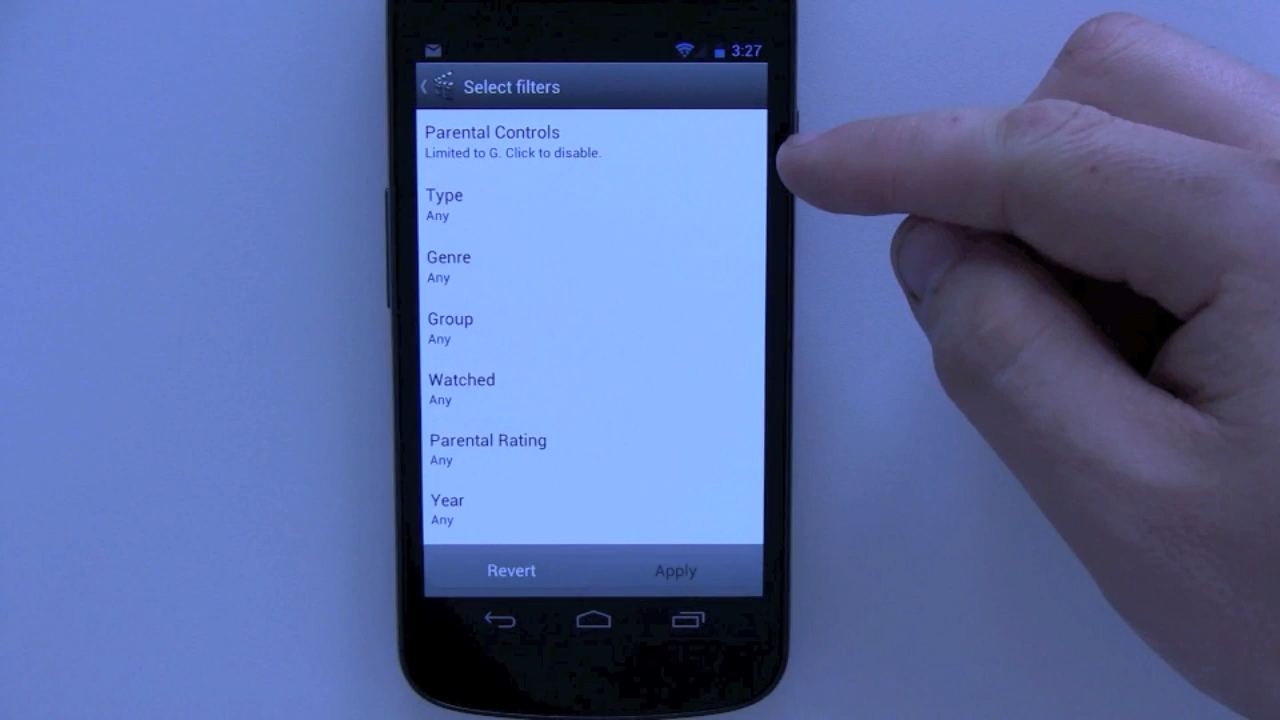 3:27
Select filters
Parental Controls
Limited to G. Click to disable.
Type
Any
Genre
Any
Group
Any
Watched
Any
Parental Rating
Any
Year
Any
Revert
Apply